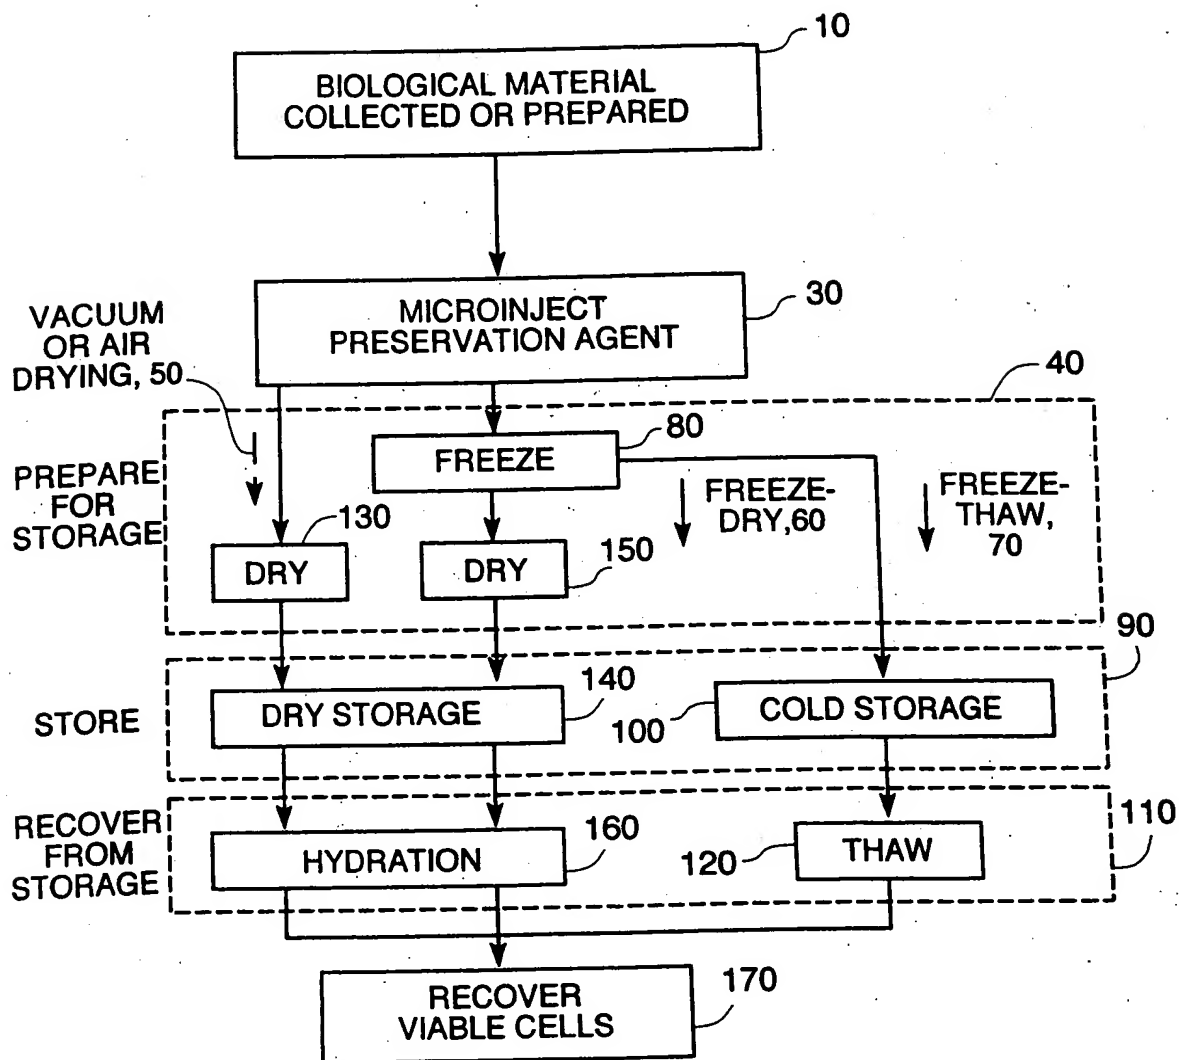 10
BIOLOGICAL MATERIAL
COLLECTED OR PREPARED
30
MICROINJECT
PRESERVATION AGENT
VACUUM
OR AIR
DRYING, 50
40
PREPARE
FOR
STORAGE
80
FREEZE
FREEZE-
DRY,60
FREEZE-
THAW,
70
130
DRY
150
DRY
90
STORE
140
DRY STORAGE
100
COLD STORAGE
RECOVER
FROM
STORAGE
160
HYDRATION
120
THAW
110
170
RECOVER
VIABLE CELLS